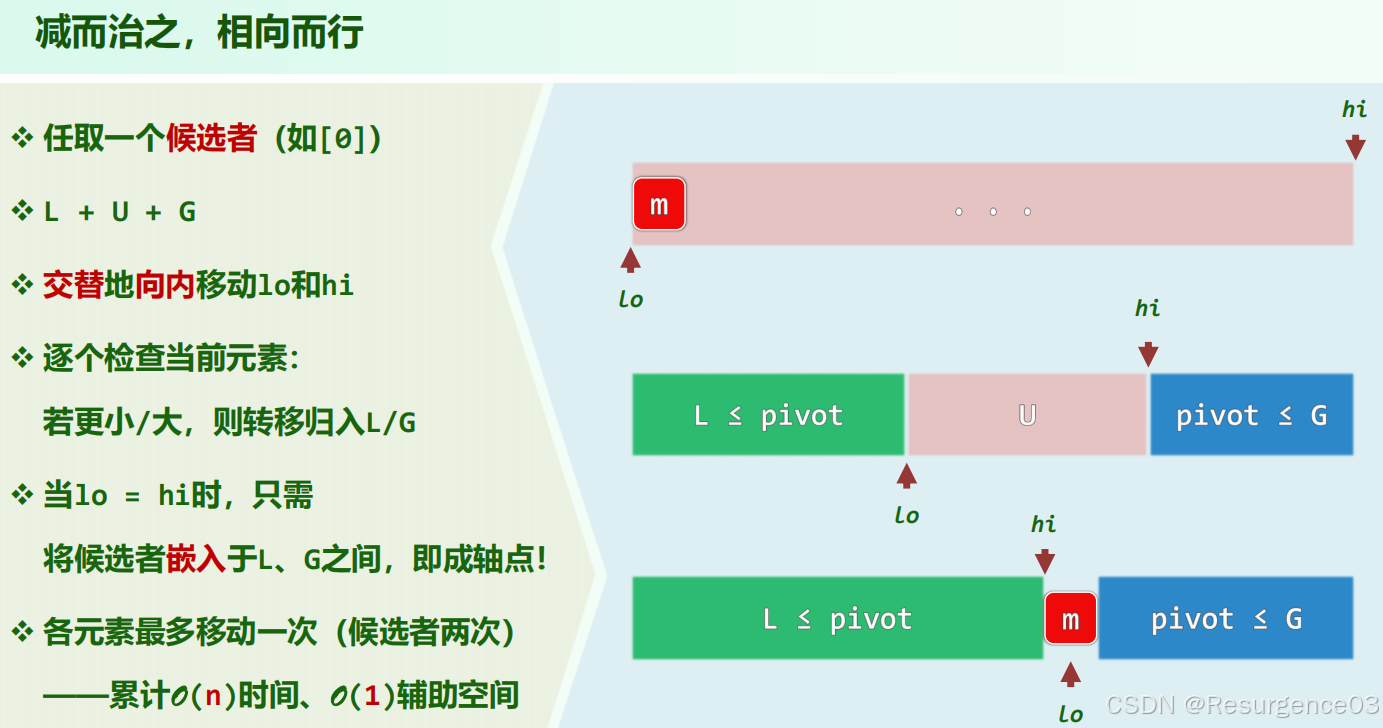 减而治之，相向而行
❖ 任取一个候选者（如[0]）
❖ L + U + G
❖ 交替地向内移动lo和hi
❖ 逐个检查当前元素：
若更小/大，则转移归入L/G
❖ 当lo = hi时，只需
将候选者嵌入于L、G之间，即成轴点！
❖ 各元素最多移动一次（候选者两次）
——累计𝒪(n)时间、𝒪(1)辅助空间
hi
m
. . .
lo
hi
L ≤ pivot U pivot ≤ G
lo
hi
L ≤ pivot m pivot ≤ G
lo
CSDN @Resurgence03